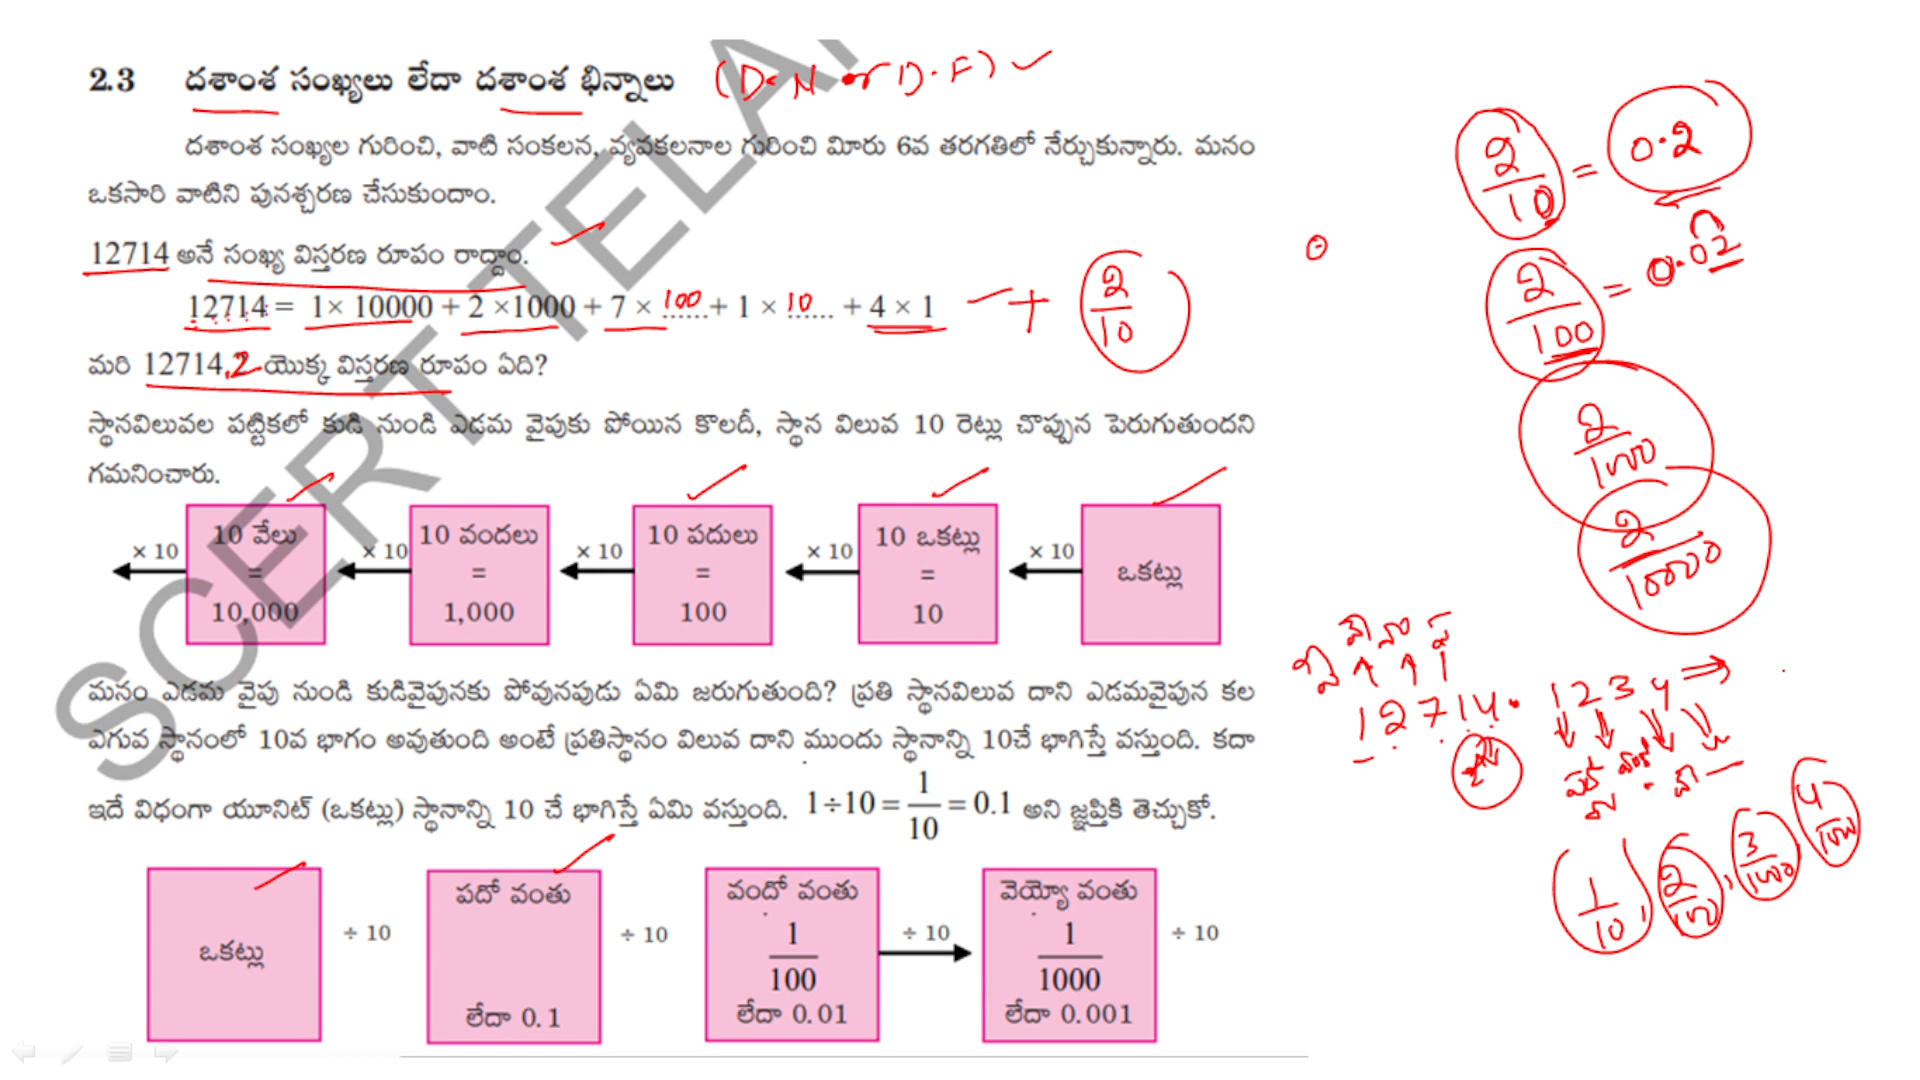 2.3 దశాంశ సంఖ్యలు లేదా దశాంశ భిన్నాలు (D.N or D.F)
దశాంశ సంఖ్యల గురించి, వాటి సంకలన, వ్యవకలనాల గురించి మీరు 6వ తరగతిలో నేర్చుకున్నారు. మనం
ఒకసారి వాటిని పునశ్చరణ చేసుకుందాం.
12714 అనే సంఖ్య విస్తరణ రూపం రాద్దాం.
12714 = 1× 10000 + 2 ×1000 + 7 × 100 + 1 × 10 + 4 × 1 + 2/10
మరి 12714.2 యొక్క విస్తరణ రూపం ఏది?
స్థానవిలువల పట్టికలో కుడి నుండి ఎడమ వైపుకు పోయిన కొలదీ, స్థాన విలువ 10 రెట్లు చొప్పున పెరుగుతుందని
గమనించారు.
× 10 10 వేలు = 10,000
× 10 10 వందలు = 1,000
× 10 10 పదులు = 100
× 10 10 ఒకట్లు = 10
× 10 ఒకట్లు
మనం ఎడమ వైపు నుండి కుడివైపునకు పోవునపుడు ఏమి జరుగుతుంది? ప్రతి స్థానవిలువ దాని ఎడమవైపున కల
ఎగువ స్థానంలో 10వ భాగం అవుతుంది అంటే ప్రతిస్థానం విలువ దాని ముందు స్థానాన్ని 10చే భాగిస్తే వస్తుంది. కదా
ఇదే విధంగా యూనిట్ (ఒకట్లు) స్థానాన్ని 10 చే భాగిస్తే ఏమి వస్తుంది. 1÷10 = 1/10 = 0.1 అని జ్ఞప్తికి తెచ్చుకో.
ఒకట్లు ÷ 10
పదో వంతు లేదా 0.1 ÷ 10
వందో వంతు 1/100 లేదా 0.01 ÷ 10
వెయ్యో వంతు 1/1000 లేదా 0.001 ÷ 10
2/10 = 0.2
2/100 = 0.02
2/1000
2/10000
12714.
1234
1/10,
SCERT TELA